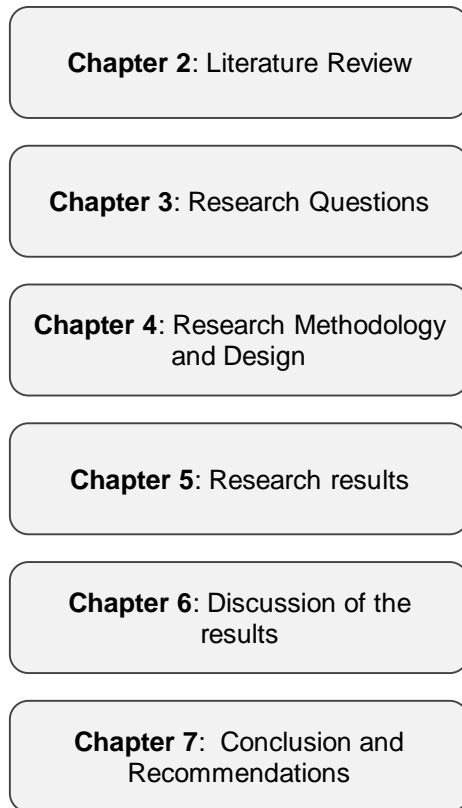 Chapter 2: Literature Review
Chapter 3: Research Questions
Chapter 4: Research Methodology
and Design
Chapter 5: Research results
Chapter 6: Discussion of the
results
Chapter 7:  Conclusion and
Recommendations